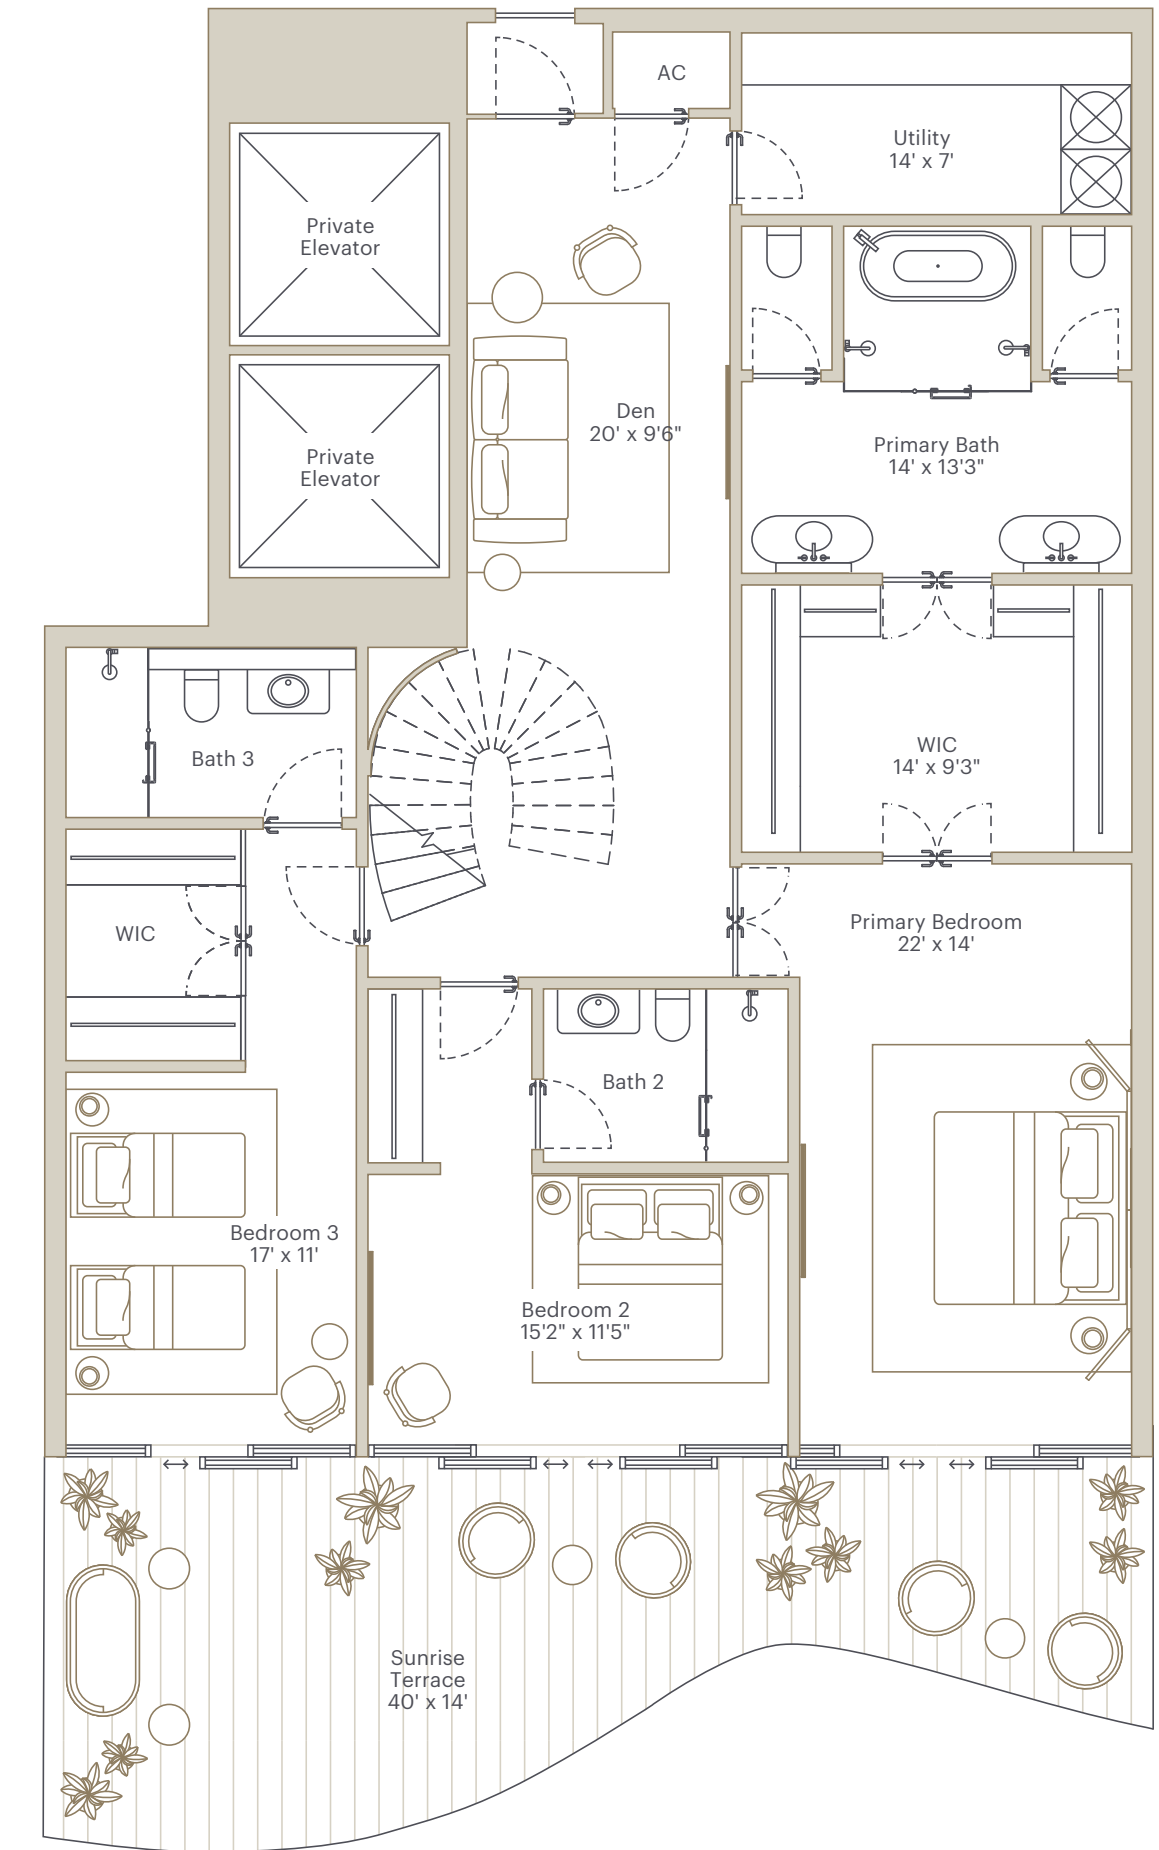 AC
Utility
14' x 7'
Private
Elevator
Den
20' x 9'6"
Primary Bath
14' x 13'3"
Private
Elevator
Bath 3
WIC
14' x 9'3"
WIC
Primary Bedroom
22' x 14'
Bath 2
Bedroom 3
17' x 11'
Bedroom 2
15'2" x 11'5"
Sunrise
Terrace
40' x 14'